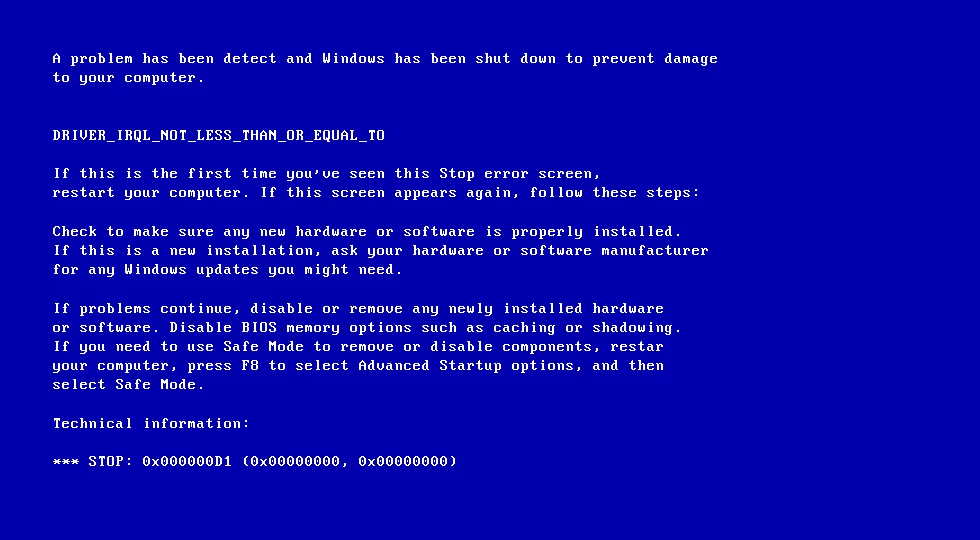 A problem has been detect and Windows has been shut down to prevent damage
to your computer.
DRIVER_IRQL_NOT_LESS_THAN_OR_EQUAL_TO
If this is the first time you've seen this Stop error screen,
restart your computer. If this screen appears again, follow these steps:
Check to make sure any new hardware or software is properly installed.
If this is a new installation, ask your hardware or software manufacturer
for any Windows updates you might need.
If problems continue, disable or remove any newly installed hardware
or software. Disable BIOS memory options such as caching or shadowing.
If you need to use Safe Mode to remove or disable components, restar
your computer, press F8 to select Advanced Startup options, and then
select Safe Mode.
Technical information:
*** STOP: 0x000000D1 (0x00000000, 0x00000000)